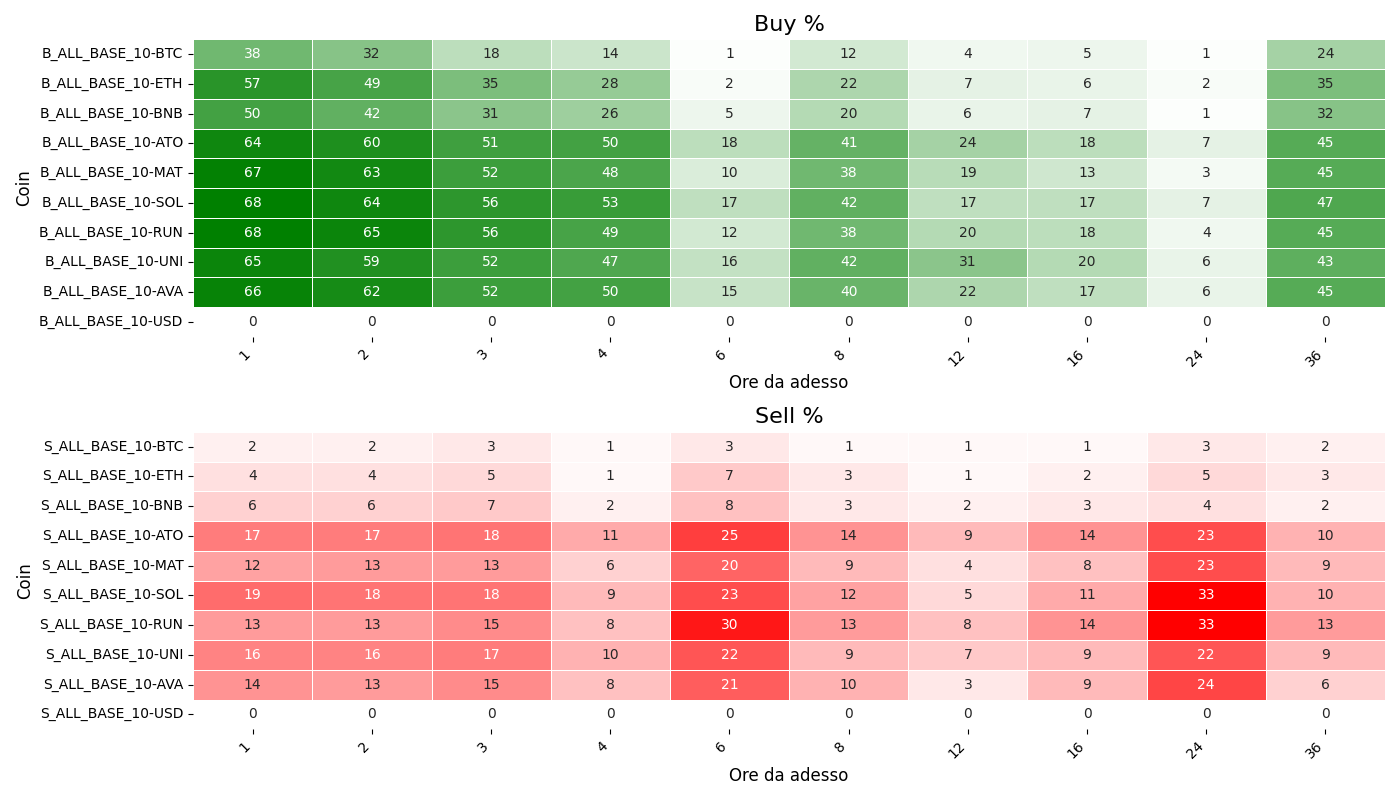 Buy %
Coin
B_ALL_BASE_10-BTC 38 32 18 14 1 12 4 5 1 24
B_ALL_BASE_10-ETH 57 49 35 28 2 22 7 6 2 35
B_ALL_BASE_10-BNB 50 42 31 26 5 20 6 7 1 32
B_ALL_BASE_10-ATO 64 60 51 50 18 41 24 18 7 45
B_ALL_BASE_10-MAT 67 63 52 48 10 38 19 13 3 45
B_ALL_BASE_10-SOL 68 64 56 53 17 42 17 17 7 47
B_ALL_BASE_10-RUN 68 65 56 49 12 38 20 18 4 45
B_ALL_BASE_10-UNI 65 59 52 47 16 42 31 20 6 43
B_ALL_BASE_10-AVA 66 62 52 50 15 40 22 17 6 45
B_ALL_BASE_10-USD 0 0 0 0 0 0 0 0 0 0
1 2 3 4 6 8 12 16 24 36
Ore da adesso
Sell %
Coin
S_ALL_BASE_10-BTC 2 2 3 1 3 1 1 1 3 2
S_ALL_BASE_10-ETH 4 4 5 1 7 3 1 2 5 3
S_ALL_BASE_10-BNB 6 6 7 2 8 3 2 3 4 2
S_ALL_BASE_10-ATO 17 17 18 11 25 14 9 14 23 10
S_ALL_BASE_10-MAT 12 13 13 6 20 9 4 8 23 9
S_ALL_BASE_10-SOL 19 18 18 9 23 12 5 11 33 10
S_ALL_BASE_10-RUN 13 13 15 8 30 13 8 14 33 13
S_ALL_BASE_10-UNI 16 16 17 10 22 9 7 9 22 9
S_ALL_BASE_10-AVA 14 13 15 8 21 10 3 9 24 6
S_ALL_BASE_10-USD 0 0 0 0 0 0 0 0 0 0
1 2 3 4 6 8 12 16 24 36
Ore da adesso